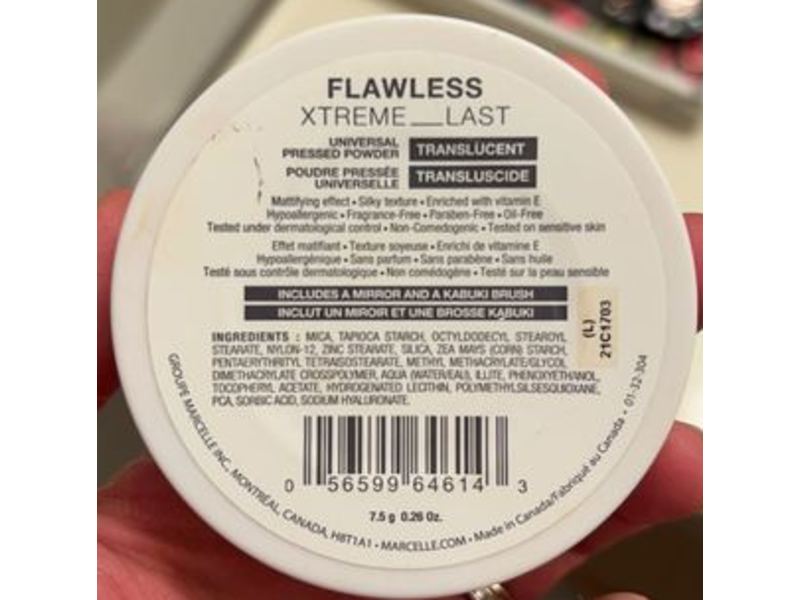 FLAWLESS
XTREME__LAST
UNIVERSAL
PRESSED POWDER
TRANSLUCENT
POUDRE PRESSÉE
UNIVERSELLE
TRANSLUSCIDE
Mattifying effect • Silky texture • Enriched with vitamin E
Hypoallergenic • Fragrance-Free • Paraben-Free • Oil-Free
Tested under dermatological control • Non-Comedogenic • Tested on sensitive skin
Effet matifiant • Texture soyeuse • Enrichi de vitamine E
Hypoallergénique • Sans parfum • Sans parabène • Sans huile
Testé sous contrôle dermatologique • Non comédogène • Testé sur la peau sensible
INCLUDES A MIRROR AND A KABUKI BRUSH
INCLUT UN MIROIR ET UNE BROSSE KABUKI
(L)
21C1703
INGREDIENTS : MICA, TAPIOCA STARCH, OCTYLDODECYL STEAROYL
STEARATE, NYLON-12, ZINC STEARATE, SILICA, ZEA MAYS (CORN) STARCH,
PENTAERYTHRITYL TETRAISOSTEARATE, METHYL METHACRYLATE/GLYCOL
DIMETHACRYLATE CROSSPOLYMER, AQUA (WATER/EAU), ILLITE, PHENOXYETHANOL,
TOCOPHERYL ACETATE, HYDROGENATED LECITHIN, POLYMETHYLSILSESQUIOXANE,
PCA, SORBIC ACID, SODIUM HYALURONATE.
0 56599 64614 3
7.5 g 0.26 Oz.
GROUPE MARCELLE INC. MONTRÉAL, CANADA, H8T1A1 • MARCELLE.COM • Made in Canada/Fabriqué au Canada • 01-32-304